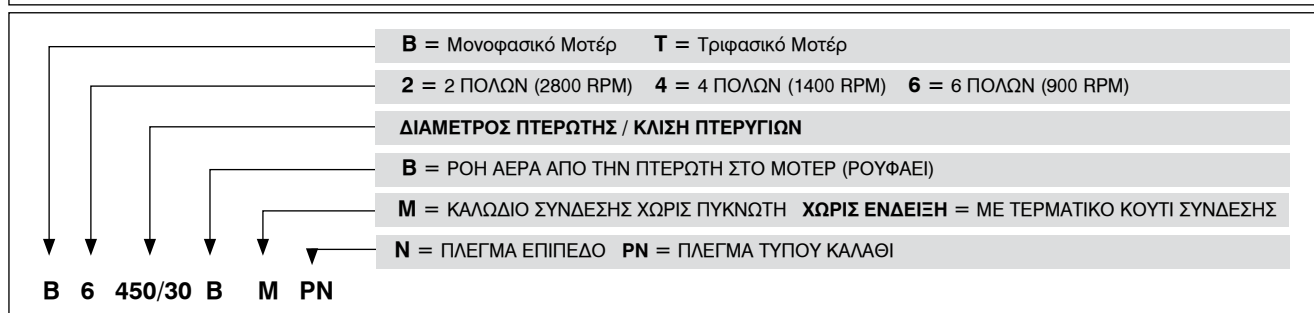 B = Μονοφασικό Μοτέρ T = Τριφασικό Μοτέρ
2 = 2 ΠΟΛΩΝ (2800 RPM) 4 = 4 ΠΟΛΩΝ (1400 RPM) 6 = 6 ΠΟΛΩΝ (900 RPM)
ΔΙΑΜΕΤΡΟΣ ΠΤΕΡΩΤΗΣ / ΚΛΙΣΗ ΠΤΕΡΥΓΙΩΝ
B = ΡΟΗ ΑΕΡΑ ΑΠΟ ΤΗΝ ΠΤΕΡΩΤΗ ΣΤΟ ΜΟΤΕΡ (ΡΟΥΦΑΕΙ)
M = ΚΑΛΩΔΙΟ ΣΥΝΔΕΣΗΣ ΧΩΡΙΣ ΠΥΚΝΩΤΗ ΧΩΡΙΣ ΕΝΔΕΙΞΗ = ΜΕ ΤΕΡΜΑΤΙΚΟ ΚΟΥΤΙ ΣΥΝΔΕΣΗΣ
N = ΠΛΕΓΜΑ ΕΠΙΠΕΔΟ PN = ΠΛΕΓΜΑ ΤΥΠΟΥ ΚΑΛΑΘΙ
B 6 450/30 B M PN